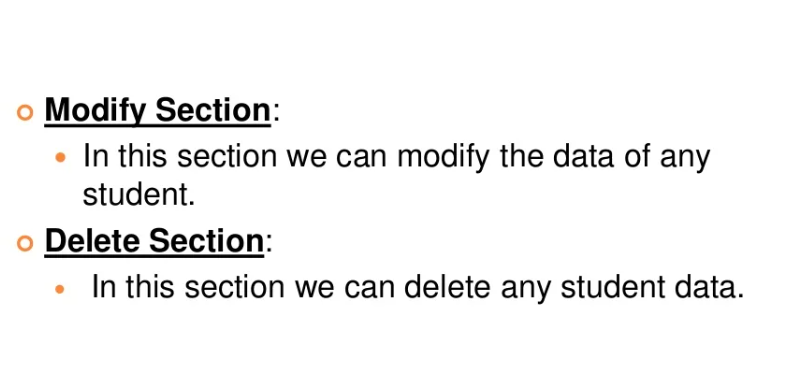 Modify Section:
In this section we can modify the data of any
student.
Delete Section:
In this section we can delete any student data.